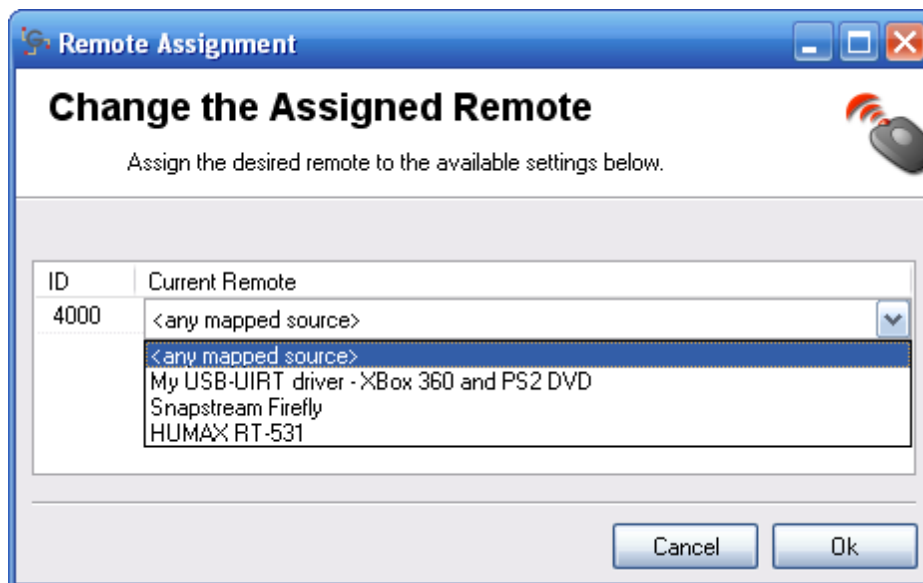 Remote Assignment
Change the Assigned Remote
Assign the desired remote to the available settings below.
ID Current Remote
4000 <any mapped source>
<any mapped source>
My USB-UIRT driver - XBox 360 and PS2 DVD
Snapstream Firefly
HUMAX RT-531
Cancel Ok